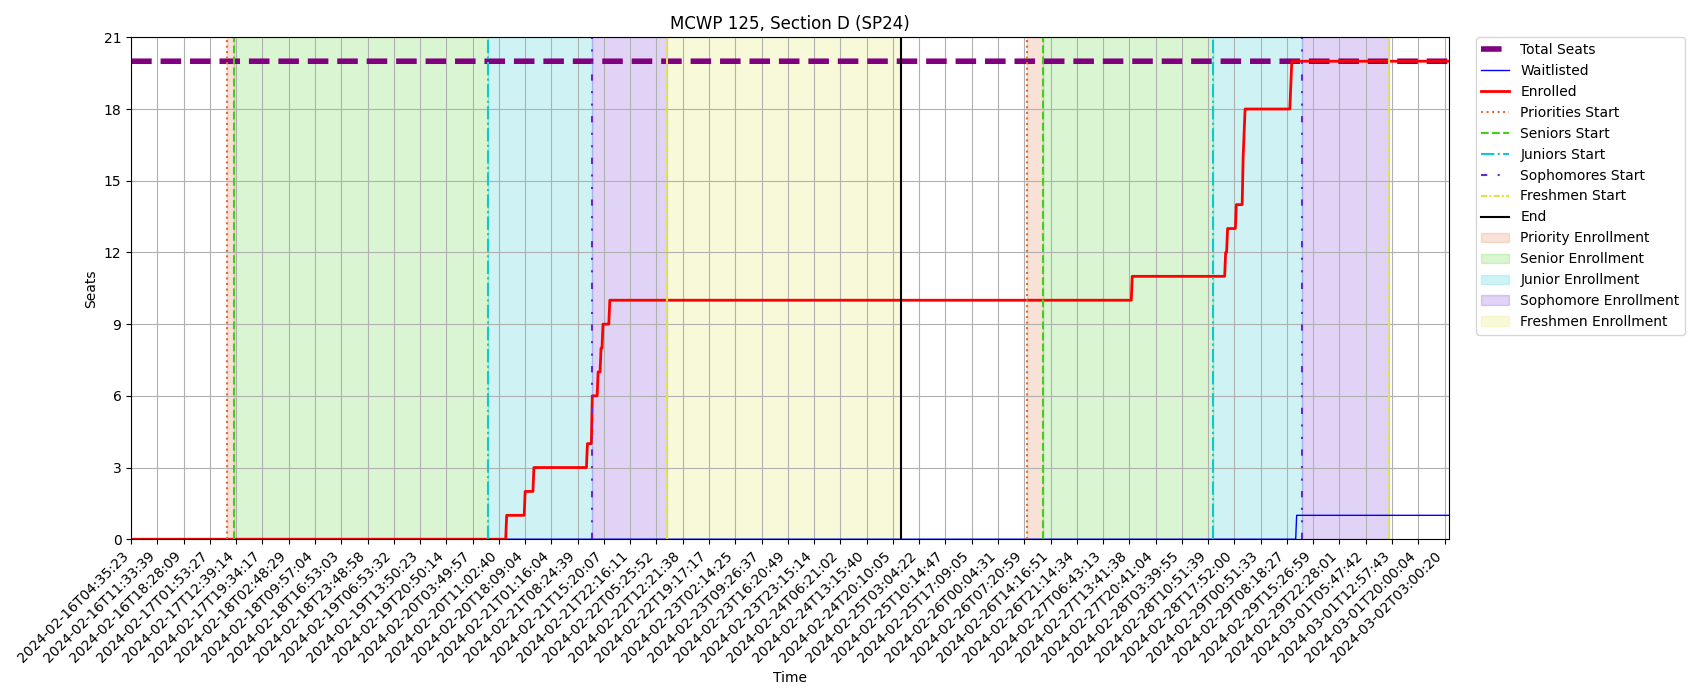 MCWP 125, Section D (SP24)
21
18
15
12
9
6
3
0
Seats
2024-02-16T04:35:23
2024-02-16T11:33:39
2024-02-16T18:28:09
2024-02-17T01:53:27
2024-02-17T12:39:14
2024-02-17T19:34:17
2024-02-18T02:48:29
2024-02-18T09:57:04
2024-02-18T16:53:03
2024-02-18T23:48:58
2024-02-19T06:53:32
2024-02-19T13:50:23
2024-02-19T20:50:14
2024-02-20T03:49:57
2024-02-20T11:02:40
2024-02-20T18:09:04
2024-02-21T01:16:04
2024-02-21T08:24:39
2024-02-21T15:20:07
2024-02-21T22:16:11
2024-02-22T05:25:52
2024-02-22T12:21:38
2024-02-22T19:17:17
2024-02-23T02:14:25
2024-02-23T09:26:37
2024-02-23T16:20:49
2024-02-23T23:15:14
2024-02-24T06:21:02
2024-02-24T13:15:40
2024-02-24T20:10:05
2024-02-25T03:04:22
2024-02-25T10:14:47
2024-02-25T17:09:05
2024-02-26T00:04:31
2024-02-26T07:20:59
2024-02-26T14:16:51
2024-02-26T21:14:34
2024-02-27T06:43:13
2024-02-27T13:41:38
2024-02-27T20:41:04
2024-02-28T03:39:55
2024-02-28T10:51:39
2024-02-28T17:52:00
2024-02-29T00:51:33
2024-02-29T08:18:27
2024-02-29T15:26:59
2024-02-29T22:28:01
2024-03-01T05:47:42
2024-03-01T12:57:43
2024-03-01T20:00:04
2024-03-02T03:00:20
Time
Total Seats
Waitlisted
Enrolled
Priorities Start
Seniors Start
Juniors Start
Sophomores Start
Freshmen Start
End
Priority Enrollment
Senior Enrollment
Junior Enrollment
Sophomore Enrollment
Freshmen Enrollment